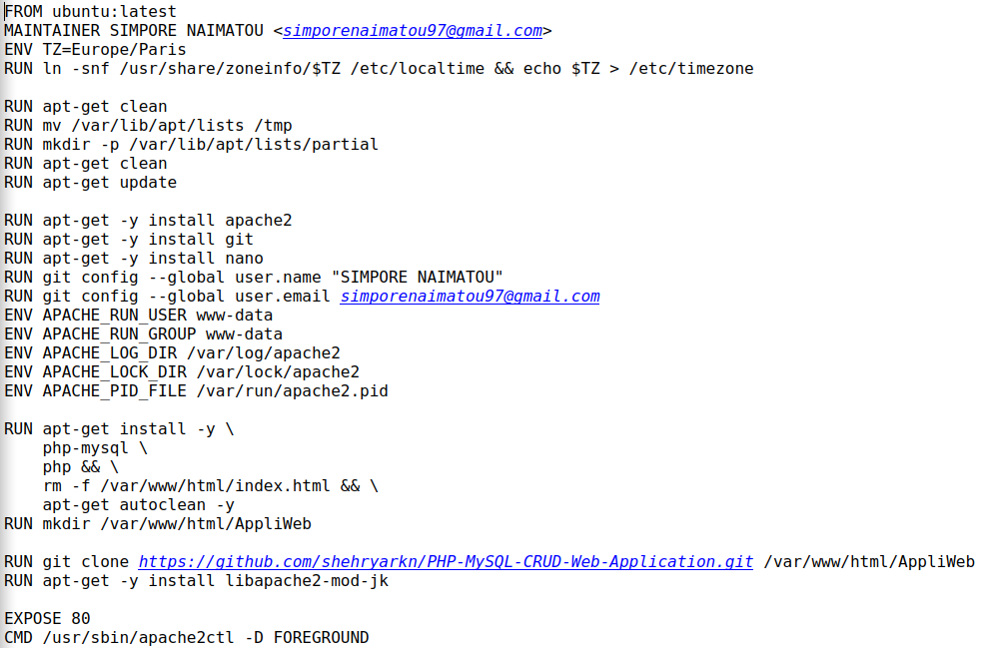 FROM ubuntu:latest
MAINTAINER SIMPORE NAIMATOU <simporenaimatou97@gmail.com>
ENV TZ=Europe/Paris
RUN ln -snf /usr/share/zoneinfo/$TZ /etc/localtime && echo $TZ > /etc/timezone
RUN apt-get clean
RUN mv /var/lib/apt/lists /tmp
RUN mkdir -p /var/lib/apt/lists/partial
RUN apt-get clean
RUN apt-get update
RUN apt-get -y install apache2
RUN apt-get -y install git
RUN apt-get -y install nano
RUN git config --global user.name "SIMPORE NAIMATOU"
RUN git config --global user.email simporenaimatou97@gmail.com
ENV APACHE_RUN_USER www-data
ENV APACHE_RUN_GROUP www-data
ENV APACHE_LOG_DIR /var/log/apache2
ENV APACHE_LOCK_DIR /var/lock/apache2
ENV APACHE_PID_FILE /var/run/apache2.pid
RUN apt-get install -y \
    php-mysql \
    php && \
    rm -f /var/www/html/index.html && \
    apt-get autoclean -y
RUN mkdir /var/www/html/AppliWeb
RUN git clone https://github.com/shehryarkn/PHP-MySQL-CRUD-Web-Application.git /var/www/html/AppliWeb
RUN apt-get -y install libapache2-mod-jk
EXPOSE 80
CMD /usr/sbin/apache2ctl -D FOREGROUND